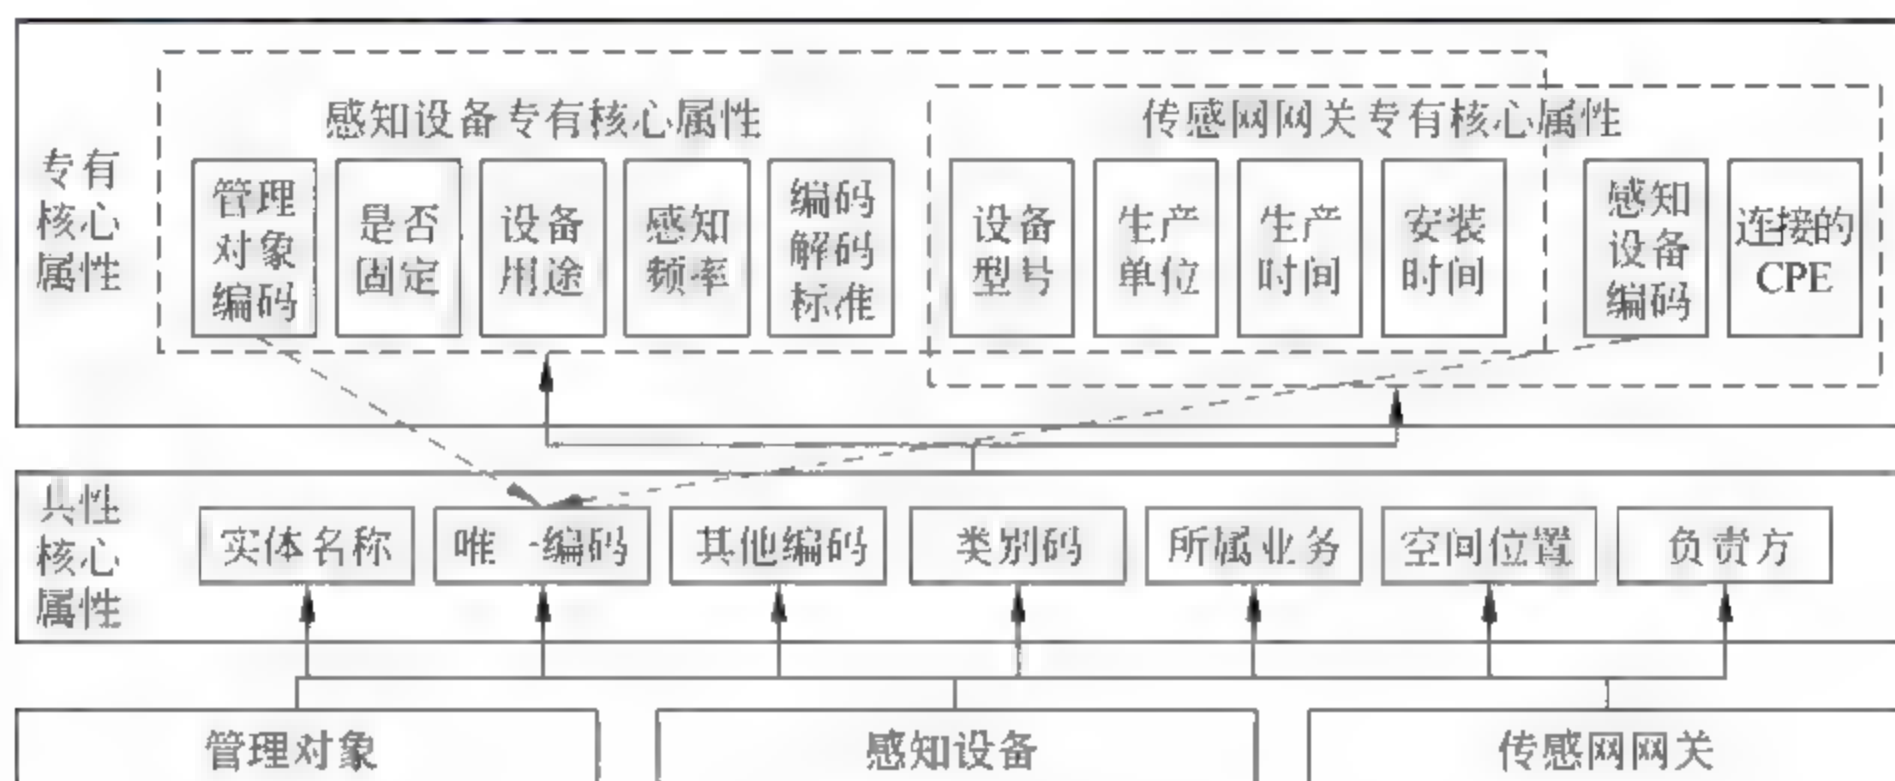 感知设备专有核心属性
传感网网关专有核心属性
专有
核心
属性
管理
对象
编码
是否
固定
设备
用途
感知
频率
编码
解码
标准
设备
型号
生产
单位
生产
时间
安装
时间
感知
设备
编码
连接的
CPE
共性
核心
属性
实体名称
唯一编码
其他编码
类别码
所属业务
空间位置
负责方
管理对象
感知设备
传感网网关